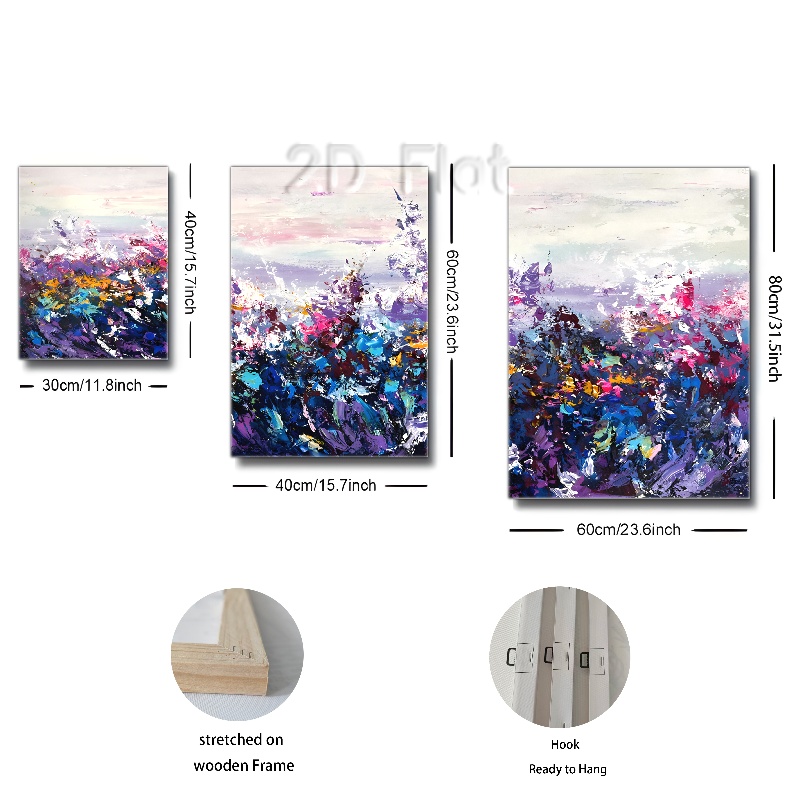 2D Flat
40cm/15.7inch
30cm/11.8inch
60cm/23.6inch
40cm/15.7inch
80cm/31.5inch
60cm/23.6inch
stretched on
wooden Frame
Hook
Ready to Hang